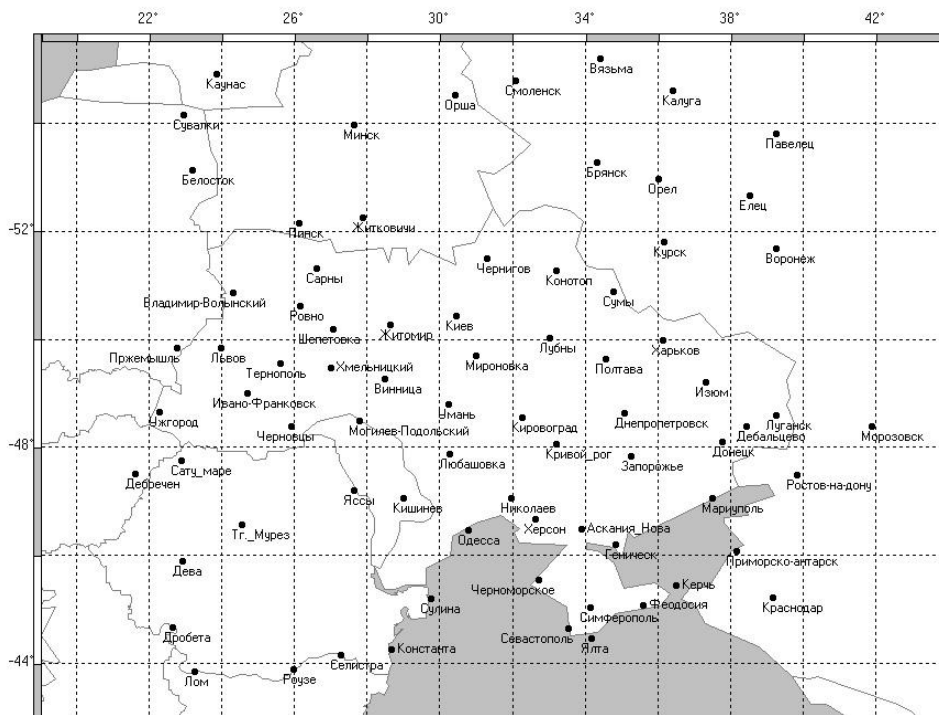 22° 26° 30° 34° 38° 42°
Вязьма
Каунас
Смоленск
Орша
Калуга
Сувалки
Минск
Павелец
Брянск
Белосток
Орел
Елец
-52°
Пинск
Житковичи
Курск
Воронеж
Чернигов
Сарны
Конотоп
Владимир-Волынский
Сумы
Ровно
Киев
Шепетовка
Житомир
Лубны
Харьков
Пржемышль
Львов
Мироновка
Тернополь
Хмельницкий
Полтава
Винница
Изюм
Ивано-Франковск
Умань
Ужгород
Черновцы
Могилев-Подольский
Кировоград
Днепропетровск
Луганск
Дебальцево
Морозовск
-48°
Кривой_рог
Донецк
Сату_маре
Любашовка
Запорожье
Дебречен
Ростов-на-дону
Яссы
Кишинев
Николаев
Мариуполь
Тг._Мурез
Одесса
Херсон
Аскания_Нова
Геническ
Приморско-антарск
Дева
Черноморское
Керчь
Сулина
Симферополь
Феодосия
Краснодар
Дробета
Севастополь
Ялта
Константа
-44°
Селистра
Лом
Роузе